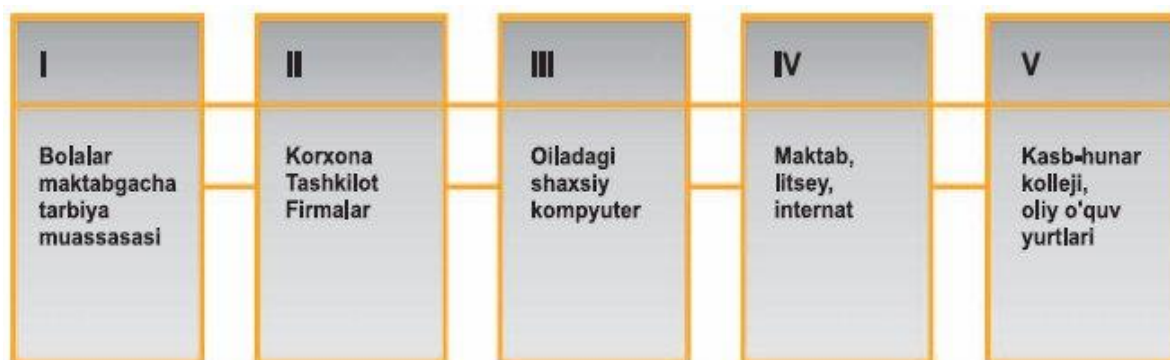 I
Bolalar
maktabgacha
tarbiya
muassasasi
II
Korxona
Tashkilot
Firmalar
III
Oiladagi
shaxsiy
kompyuter
IV
Maktab,
litsey,
internat
V
Kasb-hunar
kolleji,
oliy o'quv
yurtlari